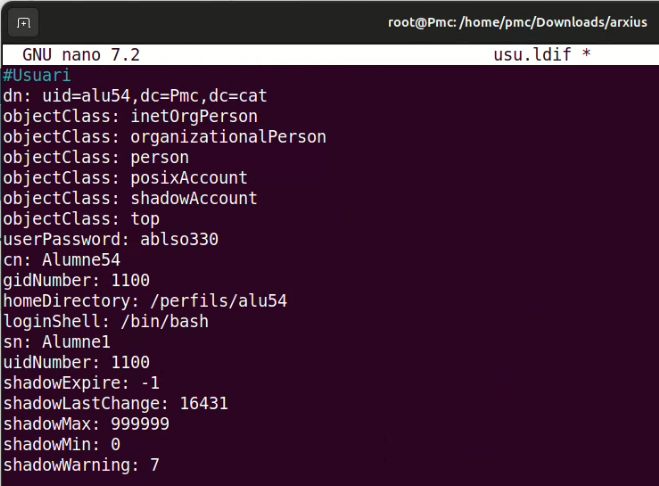 root@Pmc: /home/pmc/Downloads/arxius
GNU nano 7.2 usu.ldif *
#Usuari
dn: uid=alu54,dc=Pmc,dc=cat
objectClass: inetOrgPerson
objectClass: organizationalPerson
objectClass: person
objectClass: posixAccount
objectClass: shadowAccount
objectClass: top
userPassword: ablso330
cn: Alumne54
gidNumber: 1100
homeDirectory: /perfils/alu54
loginShell: /bin/bash
sn: Alumne1
uidNumber: 1100
shadowExpire: -1
shadowLastChange: 16431
shadowMax: 999999
shadowMin: 0
shadowWarning: 7